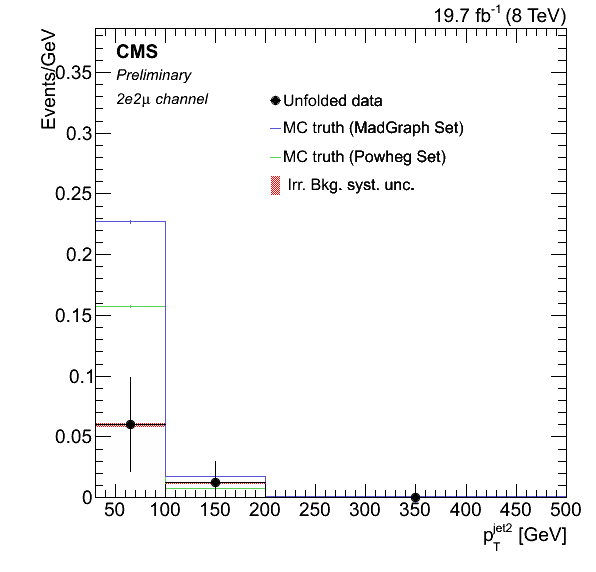 19.7 fb⁻¹ (8 TeV)
Events/GeV
CMS
Preliminary
2e2μ channel
Unfolded data
MC truth (MadGraph Set)
MC truth (Powheg Set)
Irr. Bkg. syst. unc.
0.35
0.3
0.25
0.2
0.15
0.1
0.05
0
50 100 150 200 250 300 350 400 450 500
p_T^jet2 [GeV]